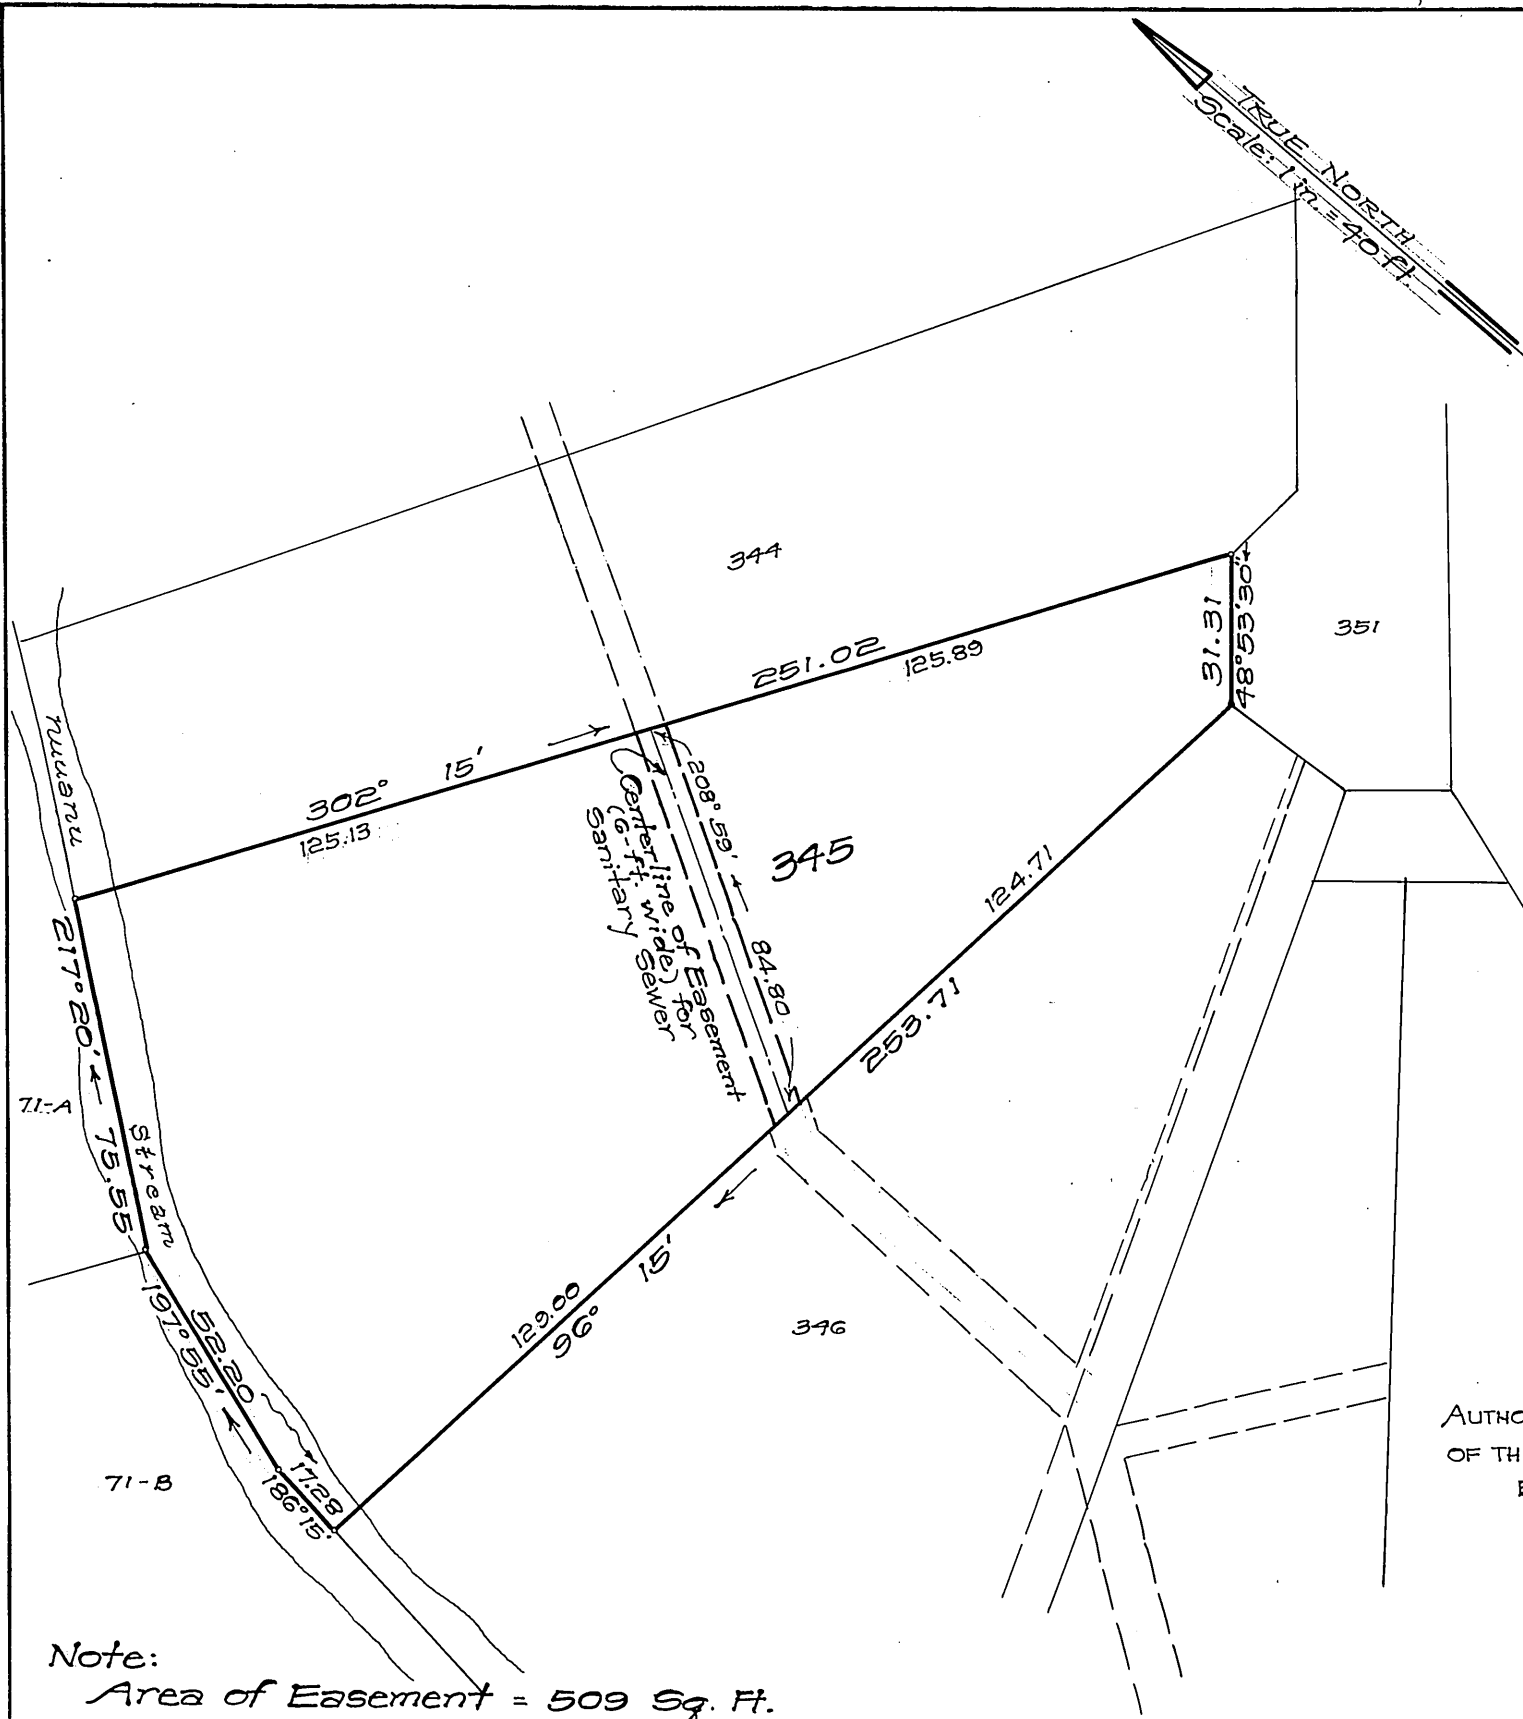 TRUE NORTH
Scale: 1 in. = 40 ft.
344
351
31.31
48° 53' 30"
251.02
125.89
302° 15'
125.13
Nuuanu
Stream
217° 20'
75.55
71-A
Centerline of Easement
(6-ft. wide) for
Sanitary Sewer
208° 59'
84.80
345
124.71
253.71
129.00
96° 15'
346
52.20
197° 55'
17.28
186° 15'
71-B
OF TH
Note:
Area of Easement = 509 Sq. Ft.